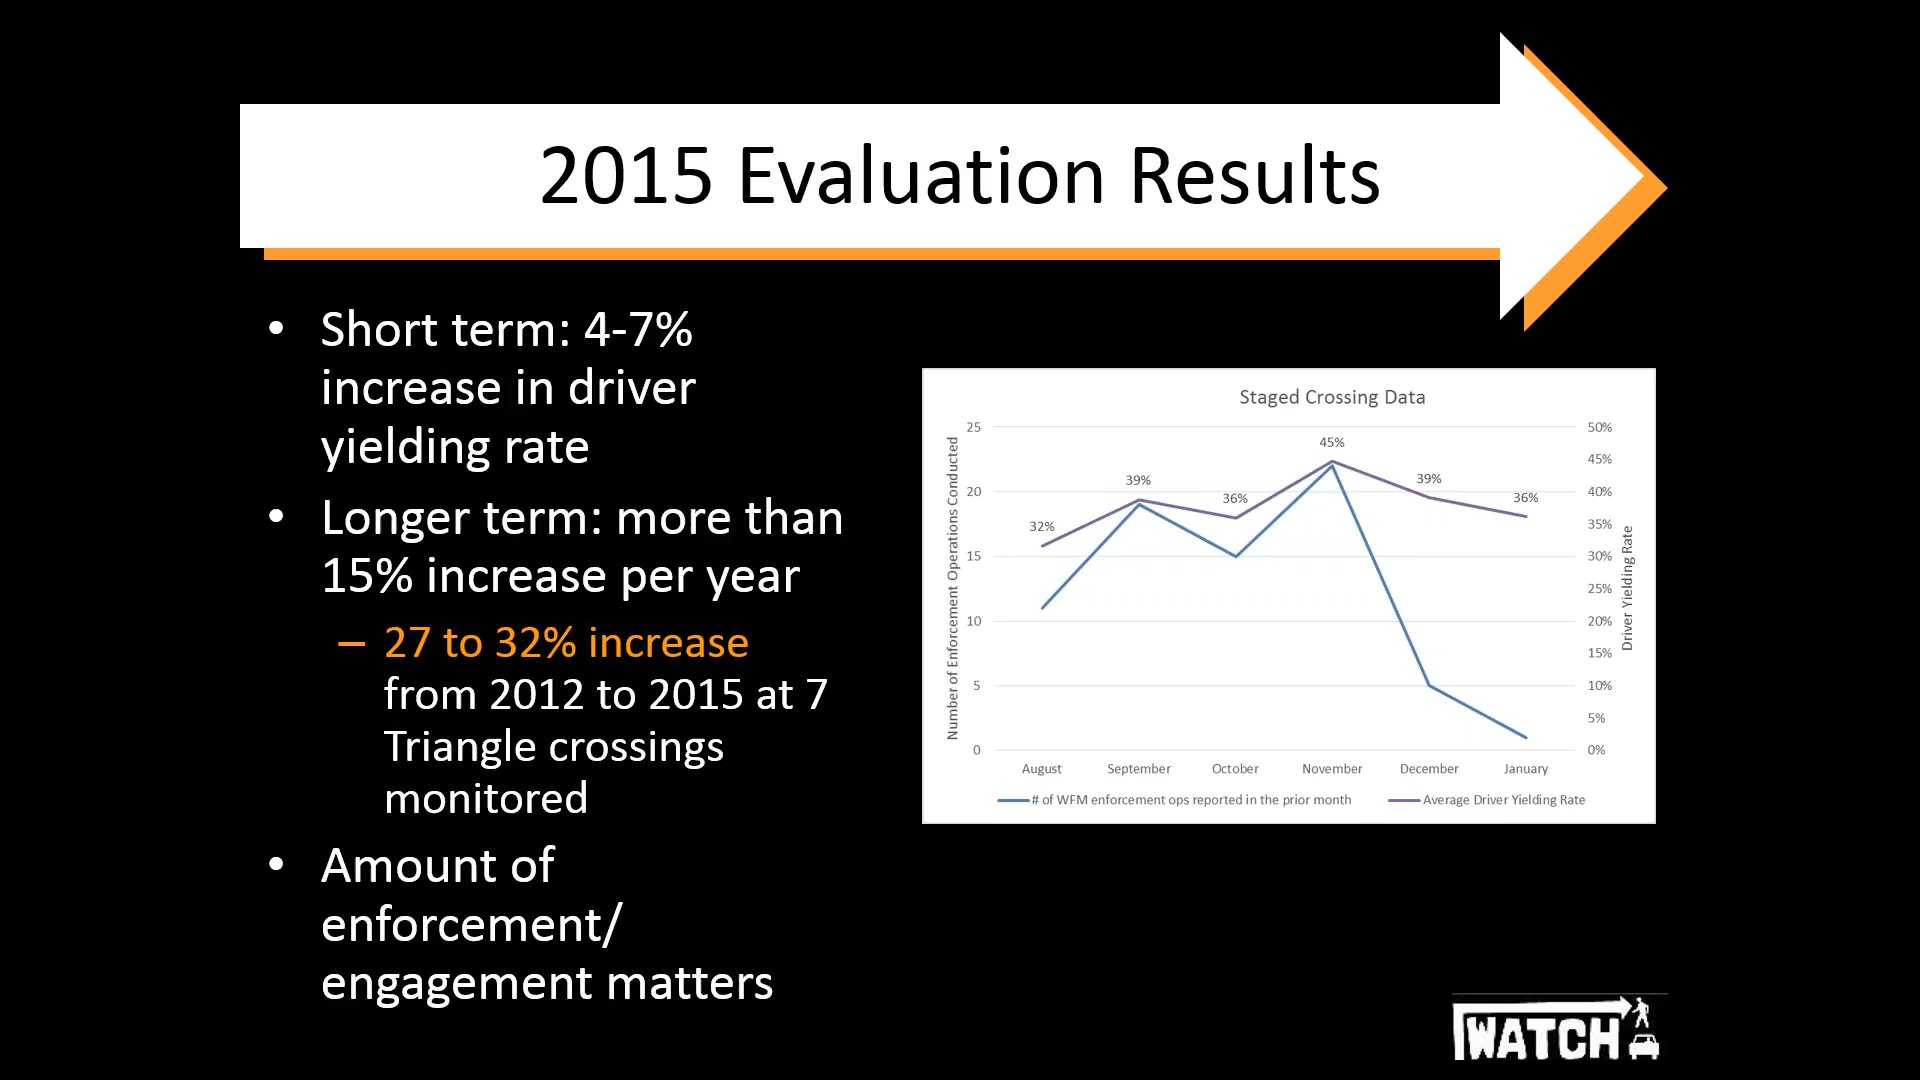 2015 Evaluation Results
• Short term: 4-7%
increase in driver
yielding rate
• Longer term: more than
15% increase per year
– 27 to 32% increase
from 2012 to 2015 at 7
Triangle crossings
monitored
• Amount of
enforcement/
engagement matters
Staged Crossing Data
Number of Enforcement Operations Conducted
25
20
15
10
5
0
32%
39%
36%
45%
39%
36%
50%
45%
40%
35%
30%
25%
20%
15%
10%
5%
0%
Driver Yielding Rate
August September October November December January
# of WFM enforcement ops reported in the prior month Average Driver Yielding Rate
WATCH